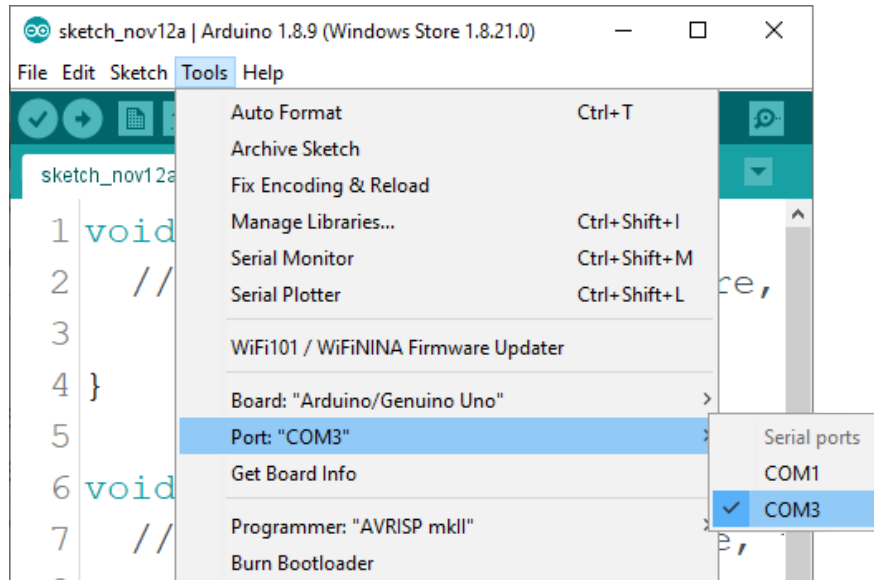 sketch_nov12a | Arduino 1.8.9 (Windows Store 1.8.21.0)
File Edit Sketch Tools Help
sketch_nov12a
Auto Format Ctrl+T
Archive Sketch
Fix Encoding & Reload
Manage Libraries... Ctrl+Shift+I
Serial Monitor Ctrl+Shift+M
Serial Plotter Ctrl+Shift+L
WiFi101 / WiFiNINA Firmware Updater
Board: "Arduino/Genuino Uno"
Port: "COM3"
Get Board Info
Programmer: "AVRISP mkII"
Burn Bootloader
Serial ports
COM1
COM3
1 void
2 // re,
3
4 }
5
6 void
7 // e,